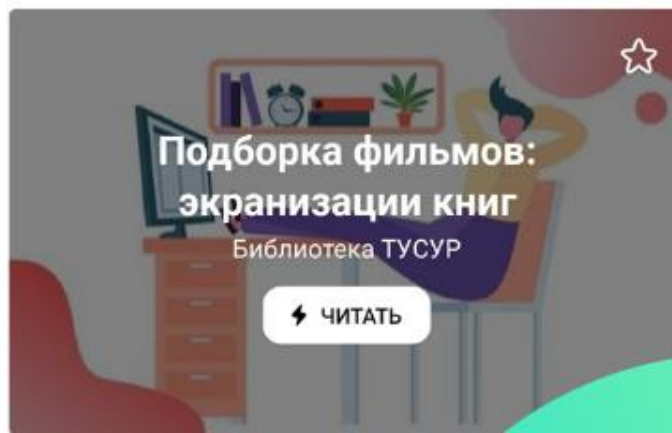 Подборка фильмов:
экранизации книг
Библиотека ТУСУР
ЧИТАТЬ